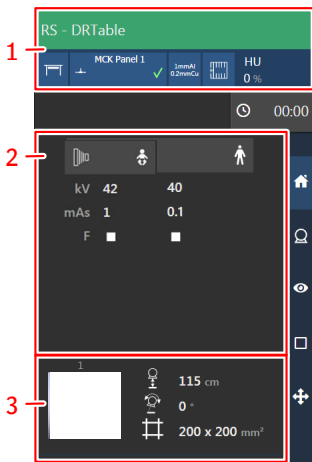 RS - DRTable
1
MCK Panel 1
1mmAl
0.2mmCu
HU
0 %
00:00
2
kV 42 40
mAs 1 0.1
F
3
1
115 cm
0 °
200 x 200 mm²